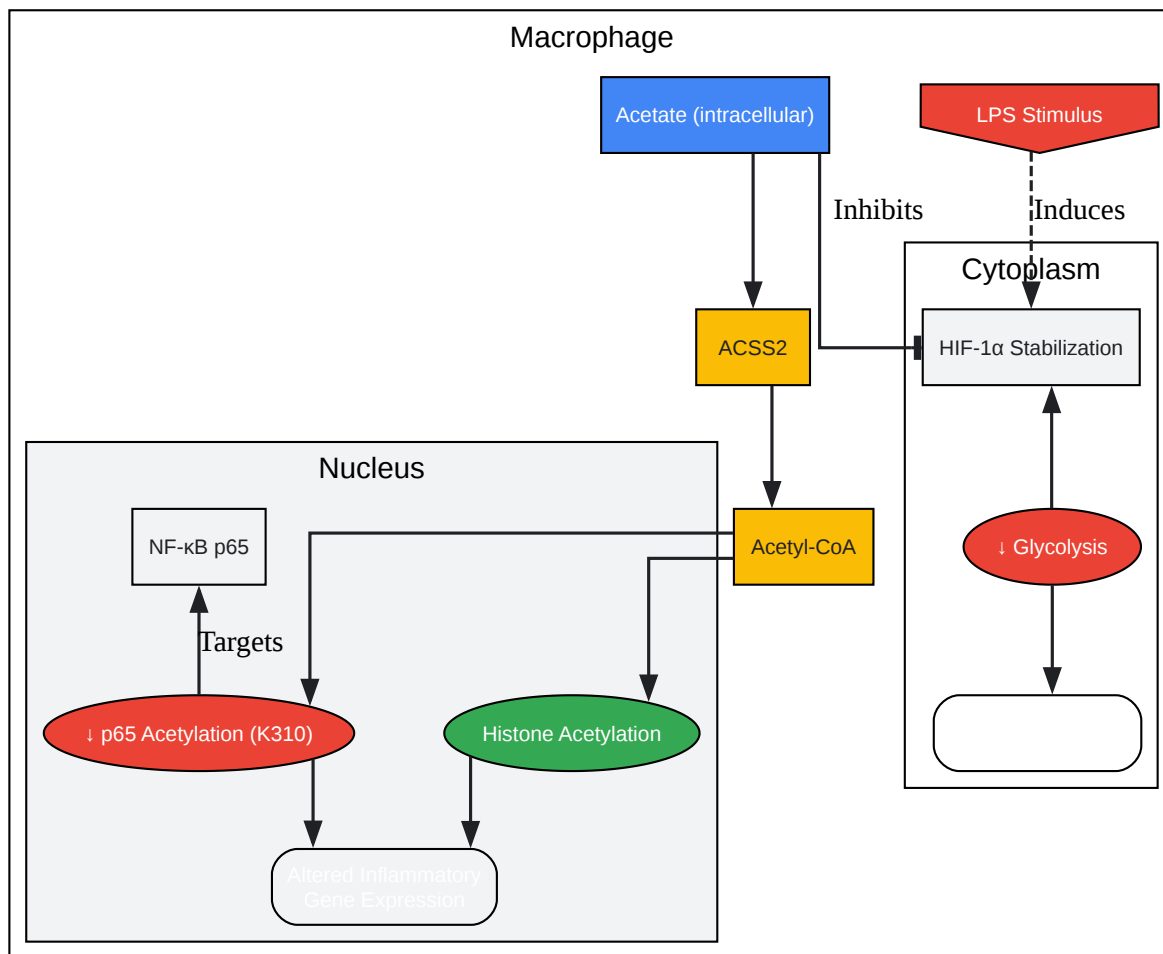 Macrophage
Acetate (intracellular)
LPS Stimulus
Inhibits
Induces
Cytoplasm
ACSS2
HIF-1α Stabilization
Nucleus
NF-κB p65
Acetyl-CoA
↓ Glycolysis
Targets
↓ p65 Acetylation (K310)
Histone Acetylation
Altered Inflammatory
Gene Expression